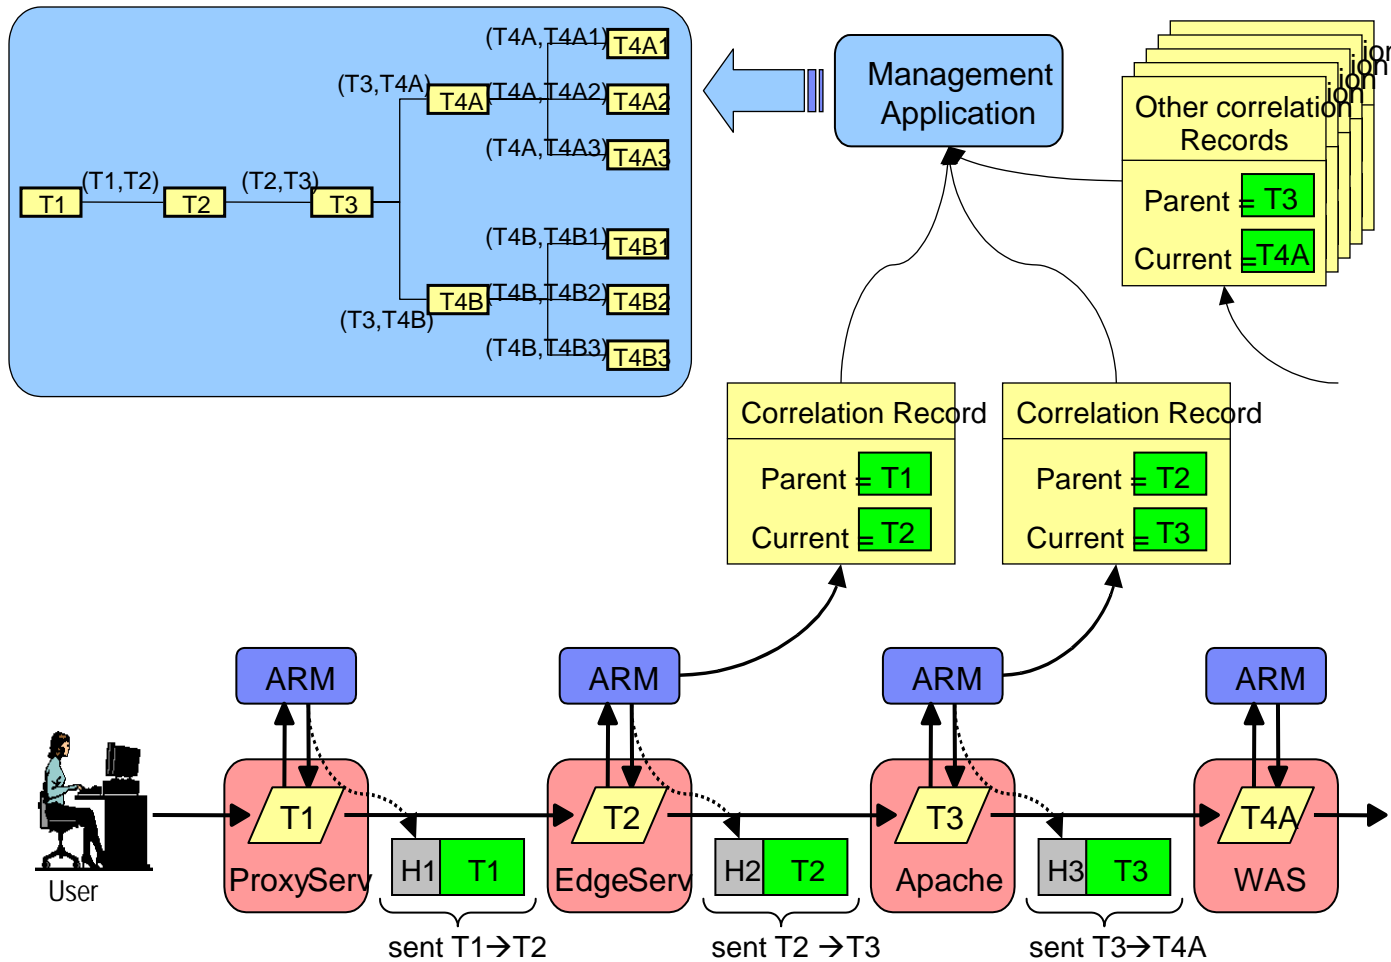 (T4A,T4A1)
T4A1
(T3,T4A)
T4A
(T4A,T4A2)
T4A2
(T4A,T4A3)
T4A3
T1
(T1,T2)
T2
(T2,T3)
T3
(T4B,T4B1)
T4B1
(T3,T4B)
T4B
(T4B,T4B2)
T4B2
(T4B,T4B3)
T4B3
Management
Application
ion
ion
ion
Other correlation
Records
Parent = T3
Current = T4A
Correlation Record
Parent = T1
Current = T2
Correlation Record
Parent = T2
Current = T3
ARM
ARM
ARM
ARM
T1
T2
T3
T4A
ProxyServ
EdgeServ
Apache
WAS
H1 T1
H2 T2
H3 T3
User
sent T1→T2
sent T2 →T3
sent T3→T4A